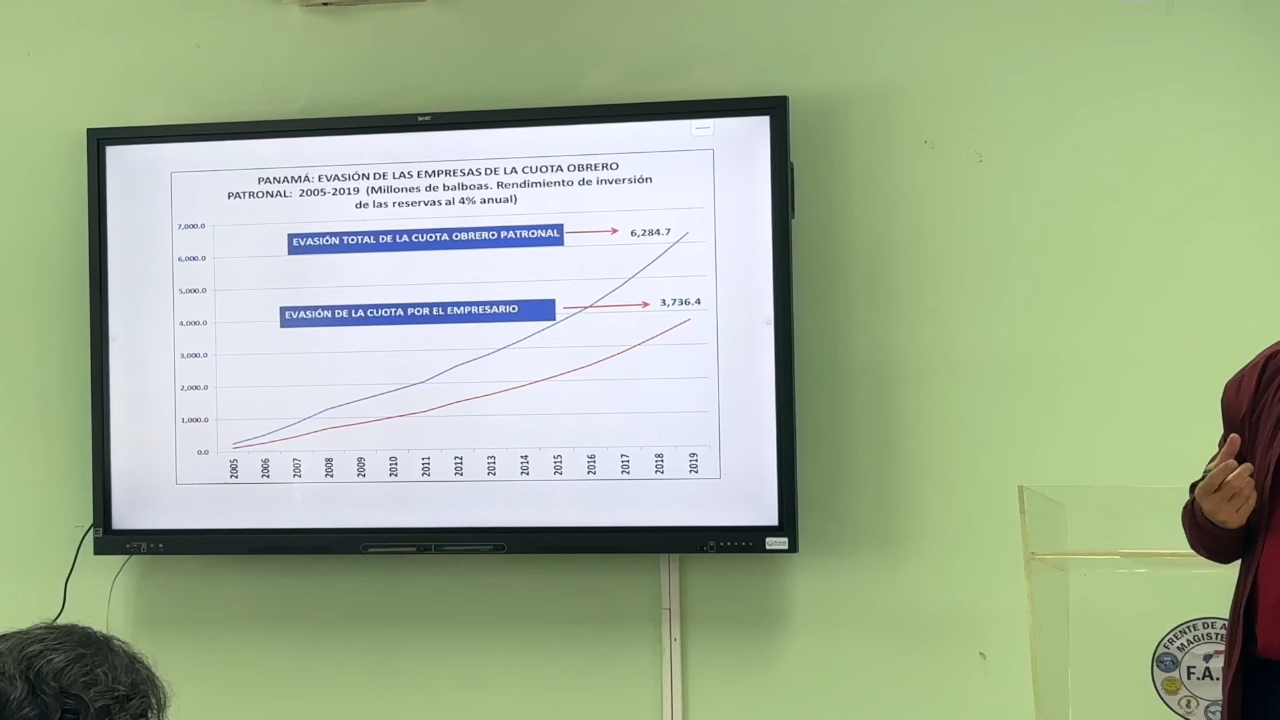 SMART
PANAMÁ: EVASIÓN DE LAS EMPRESAS DE LA CUOTA OBRERO
PATRONAL: 2005-2019 (Millones de balboas. Rendimiento de inversión
de las reservas al 4% anual)
7,000.0
6,000.0
5,000.0
4,000.0
3,000.0
2,000.0
1,000.0
0.0
EVASIÓN TOTAL DE LA CUOTA OBRERO PATRONAL
6,284.7
EVASIÓN DE LA CUOTA POR EL EMPRESARIO
3,736.4
2005 2006 2007 2008 2009 2010 2011 2012 2013 2014 2015 2016 2017 2018 2019
FRENTE DE
F.A.